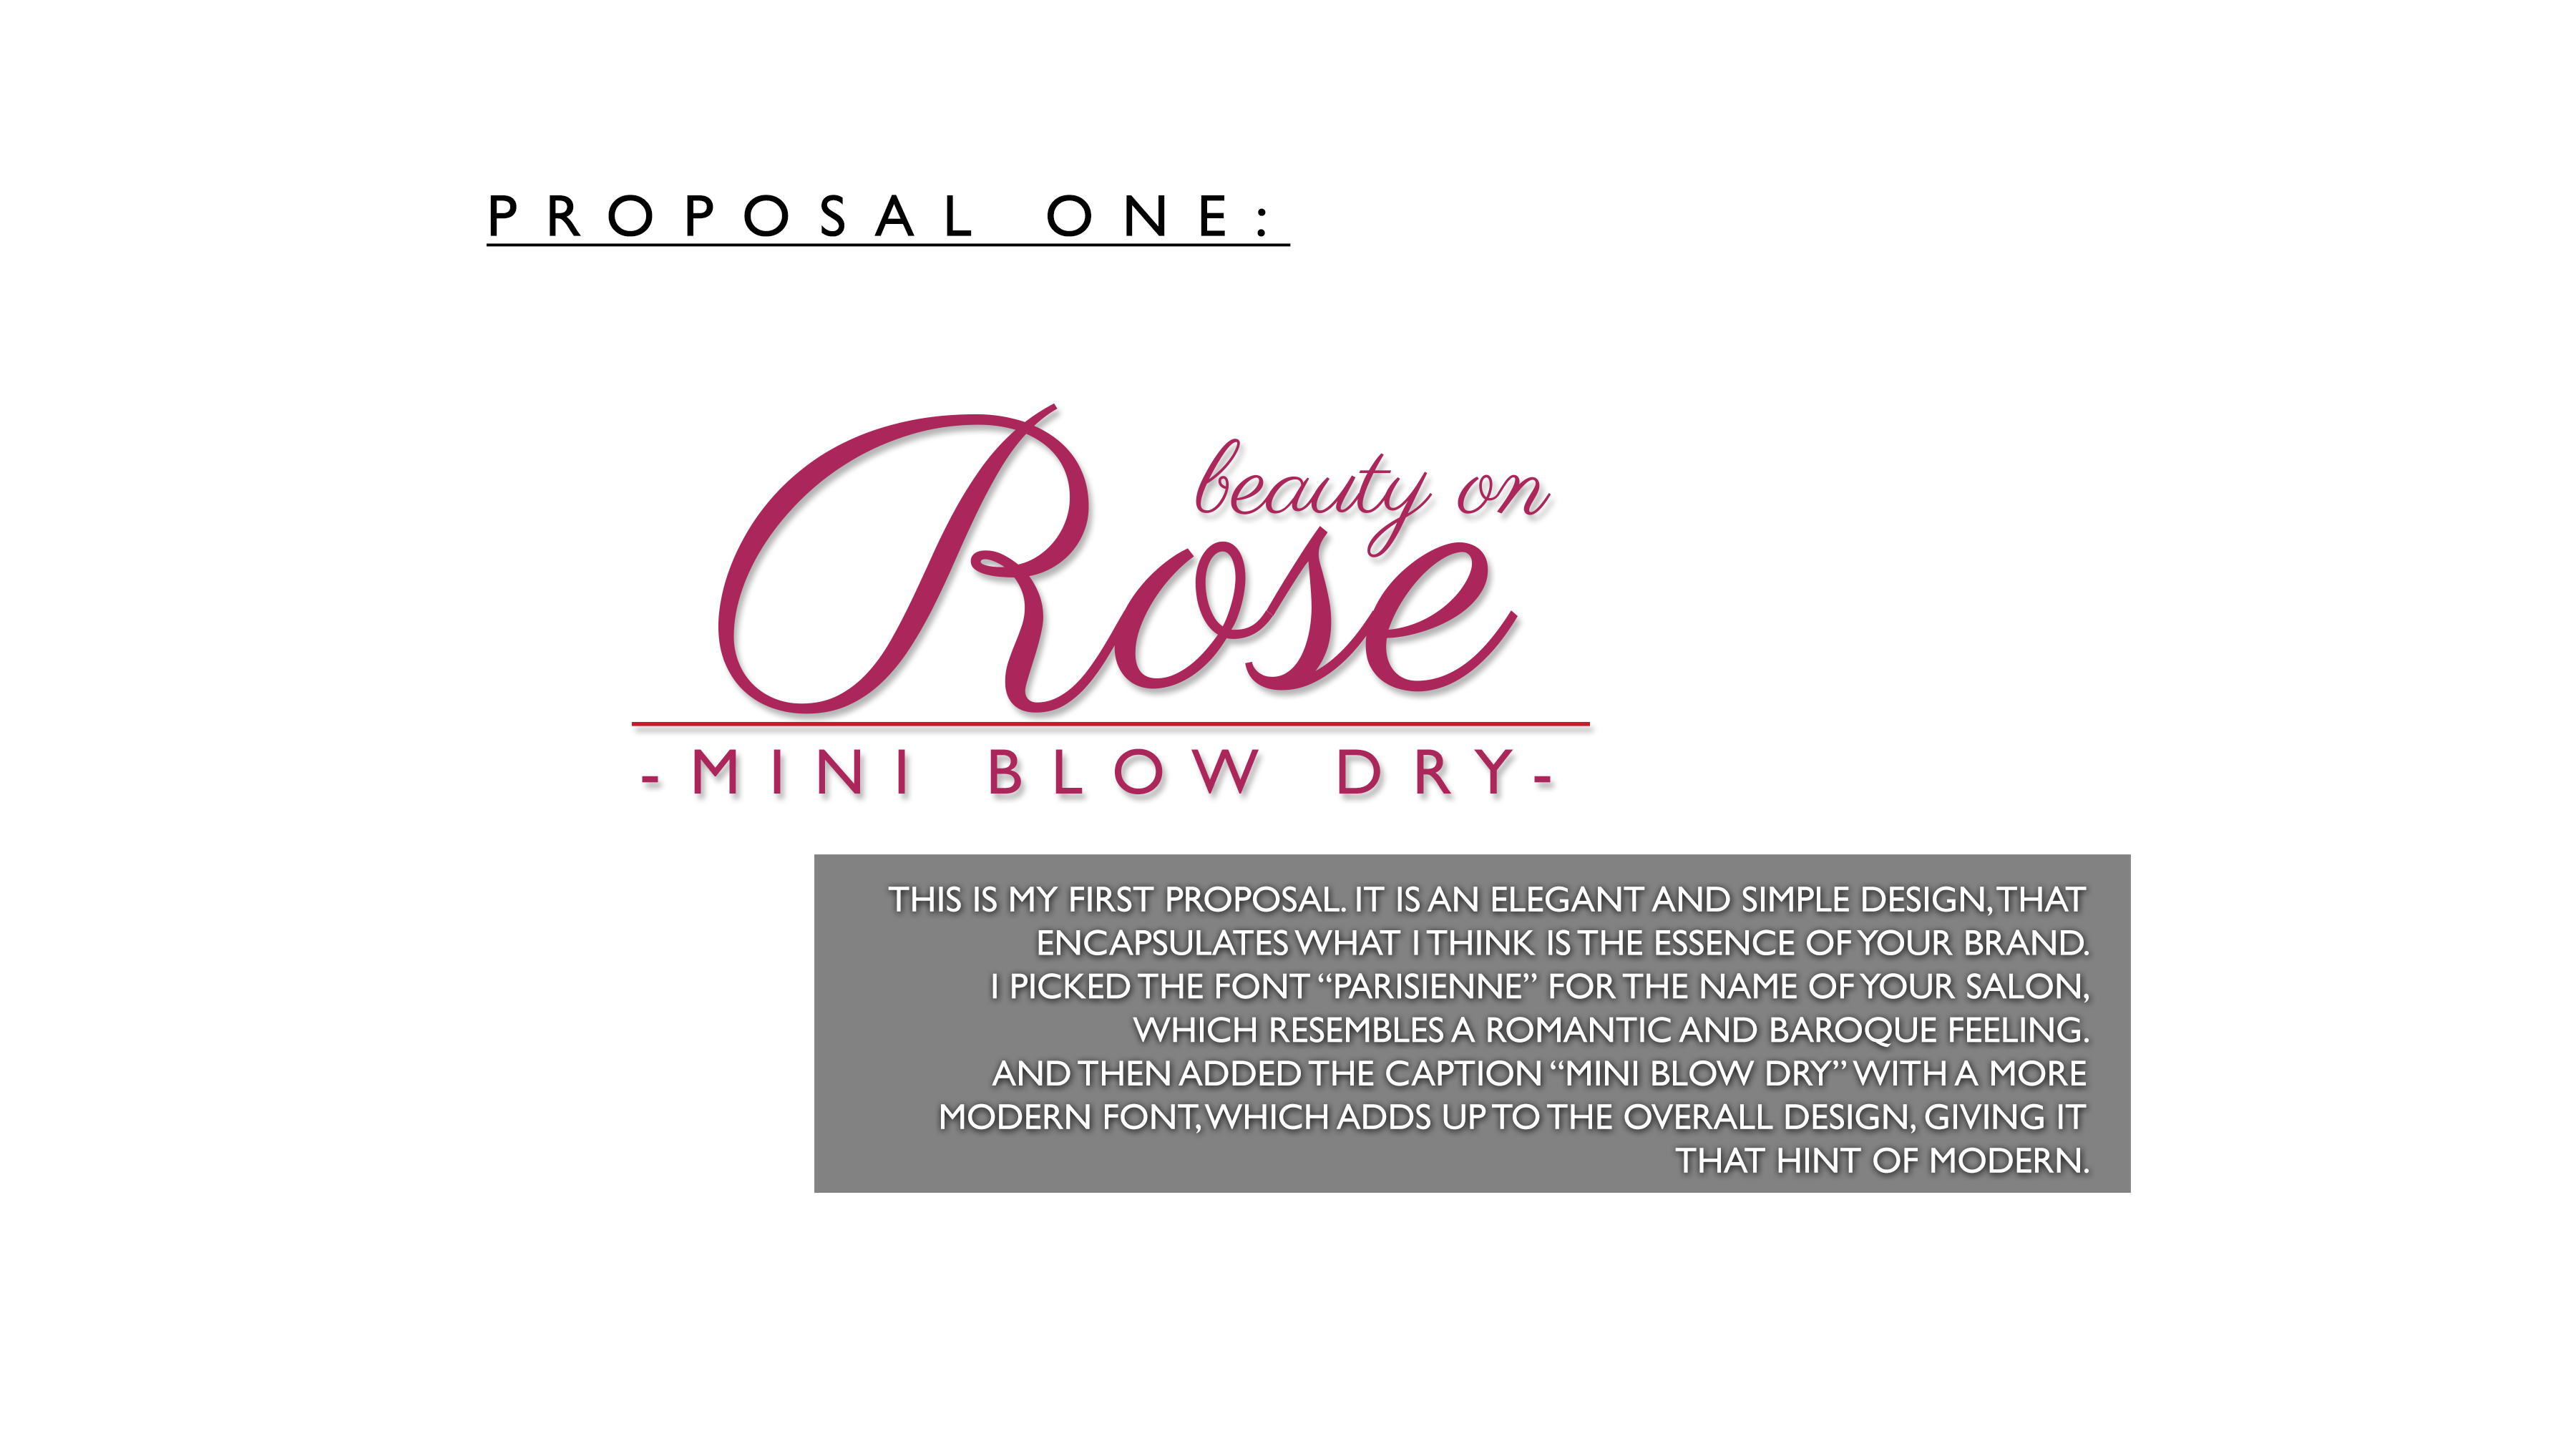 PROPOSAL ONE:
beauty on
Rose
-MINI BLOW DRY-
THIS IS MY FIRST PROPOSAL. IT IS AN ELEGANT AND SIMPLE DESIGN, THAT
ENCAPSULATES WHAT I THINK IS THE ESSENCE OF YOUR BRAND.
I PICKED THE FONT “PARISIENNE” FOR THE NAME OF YOUR SALON,
WHICH RESEMBLES A ROMANTIC AND BAROQUE FEELING.
AND THEN ADDED THE CAPTION “MINI BLOW DRY” WITH A MORE
MODERN FONT, WHICH ADDS UP TO THE OVERALL DESIGN, GIVING IT
THAT HINT OF MODERN.